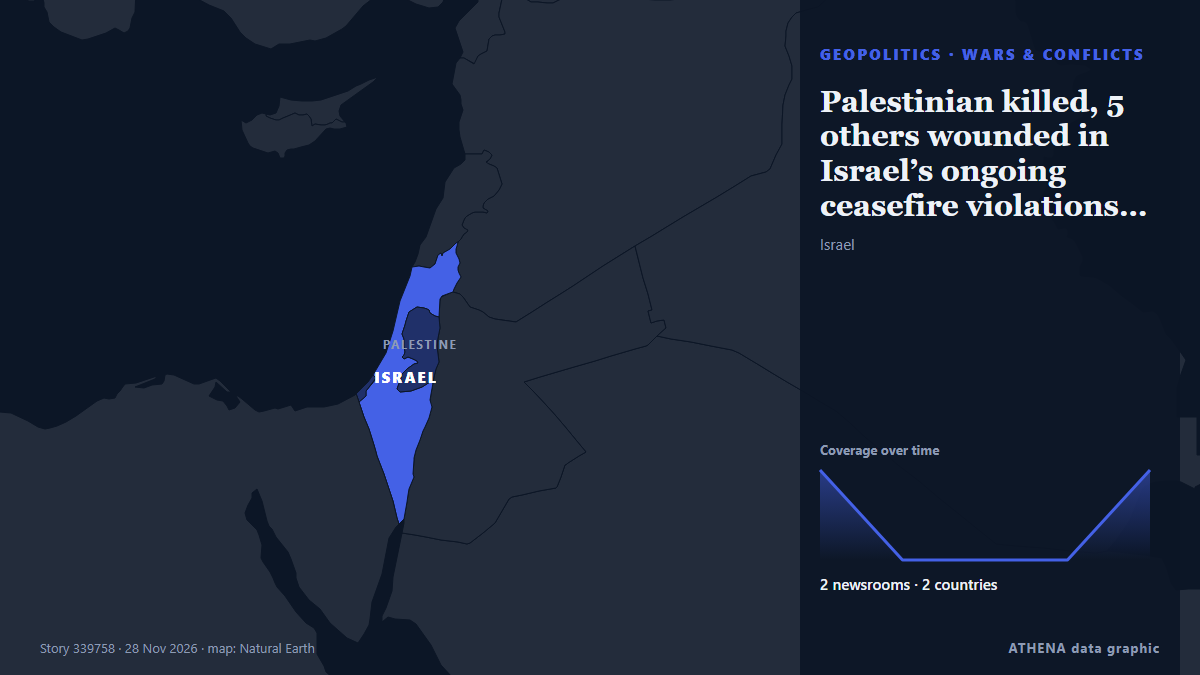 GEOPOLITICS · WARS & CONFLICTS
Palestinian killed, 5
others wounded in
Israel’s ongoing
ceasefire violations…
Israel
PALESTINE
ISRAEL
Coverage over time
2 newsrooms · 2 countries
Story 339758 · 28 Nov 2026 · map: Natural Earth
ATHENA data graphic